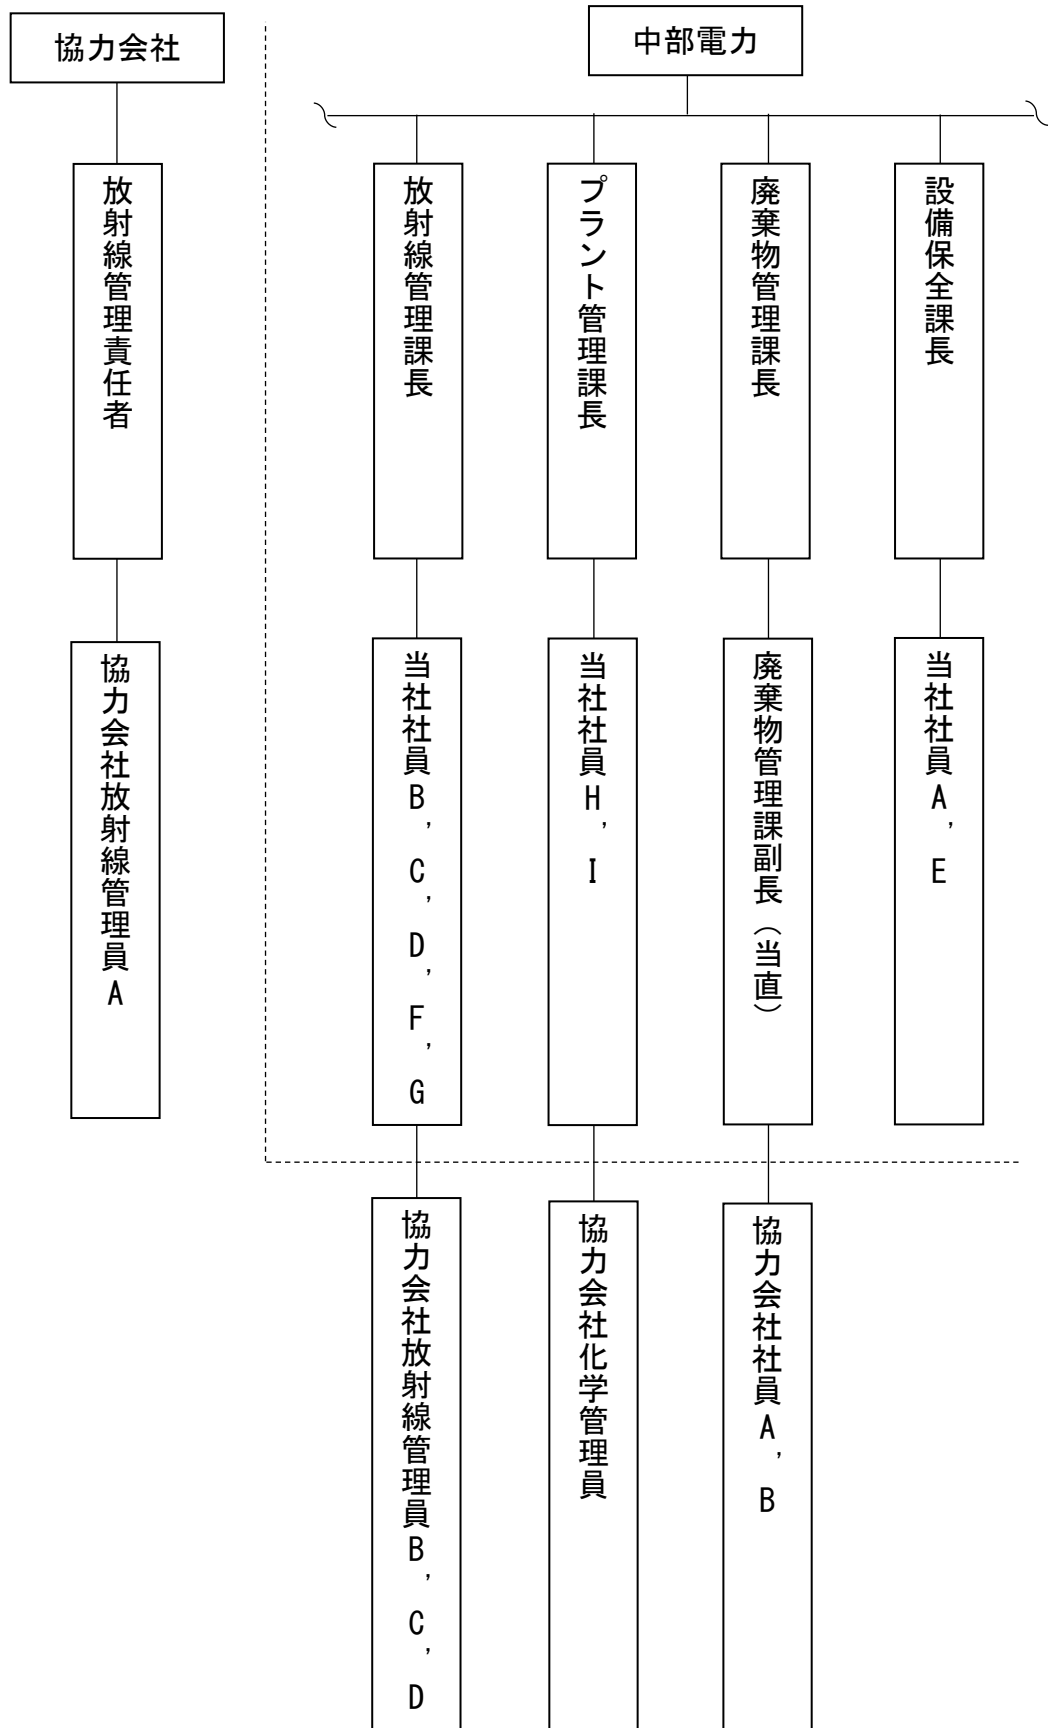 協力会社
中部電力
放射線管理責任者
放射線管理課長
プラント管理課長
廃棄物管理課長
設備保全課長
協力会社放射線管理員A
当社社員B，C，D，F，G
当社社員H，I
廃棄物管理課副長（当直）
当社社員A，E
協力会社放射線管理員B，C，D
協力会社化学管理員
協力会社社員A，B